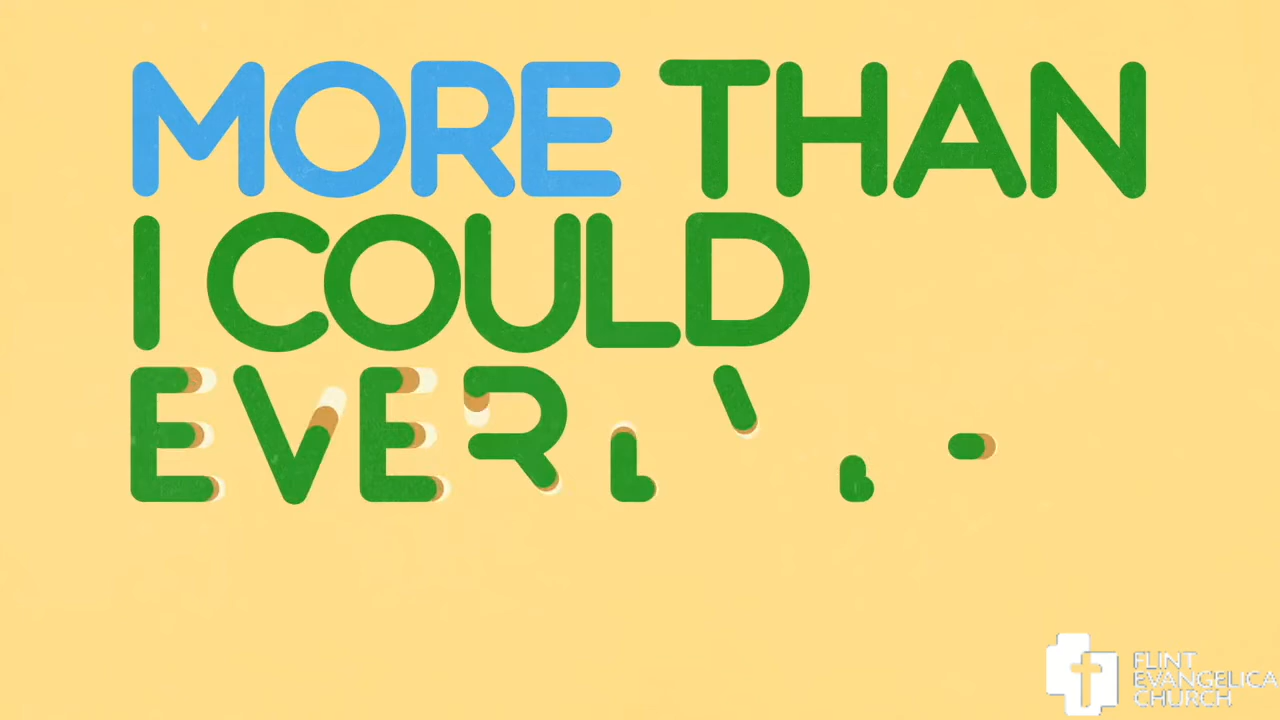 MORE THAN
I COULD
EVER
FLINT
EVANGELICA
CHURCH